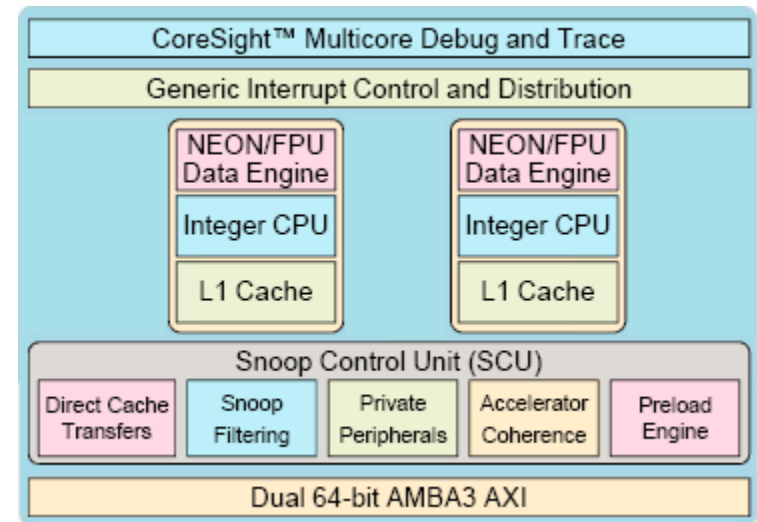 CoreSight™ Multicore Debug and Trace
Generic Interrupt Control and Distribution
NEON/FPU
Data Engine
Integer CPU
L1 Cache
NEON/FPU
Data Engine
Integer CPU
L1 Cache
Snoop Control Unit (SCU)
Direct Cache
Transfers
Snoop
Filtering
Private
Peripherals
Accelerator
Coherence
Preload
Engine
Dual 64-bit AMBA3 AXI